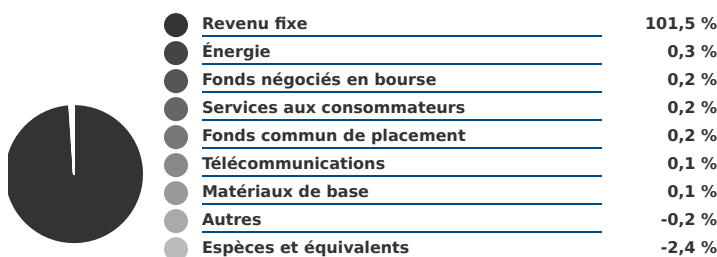 Revenu fixe 101,5 %
Énergie 0,3 %
Fonds négociés en bourse 0,2 %
Services aux consommateurs 0,2 %
Fonds commun de placement 0,2 %
Télécommunications 0,1 %
Matériaux de base 0,1 %
Autres -0,2 %
Espèces et équivalents -2,4 %